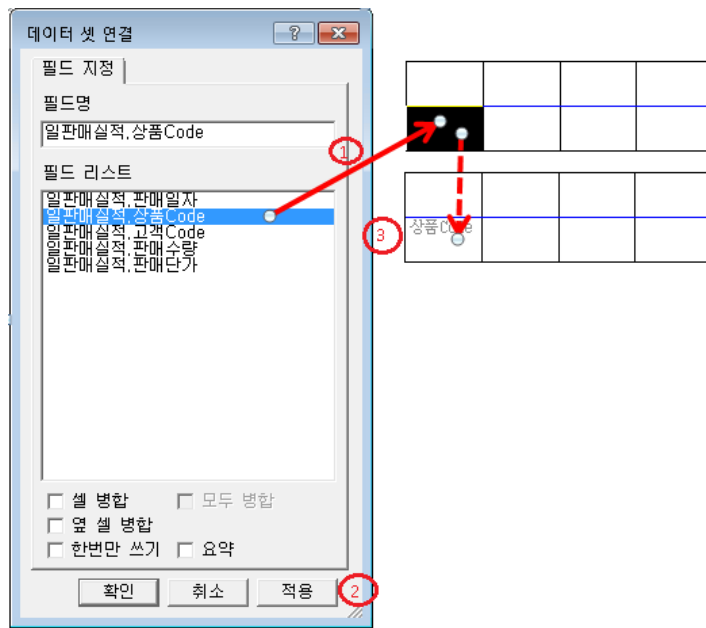 데이터 셋 연결
필드 지정
필드명
일판매실적.상품Code
1
필드 리스트
일판매실적.판매일자
일판매실적.상품Code
일판매실적.고객Code
일판매실적.판매수량
일판매실적.판매단가
상품Code
3
셀 병합 모두 병합
옆 셀 병합
한번만 쓰기 요약
확인 취소 적용 2